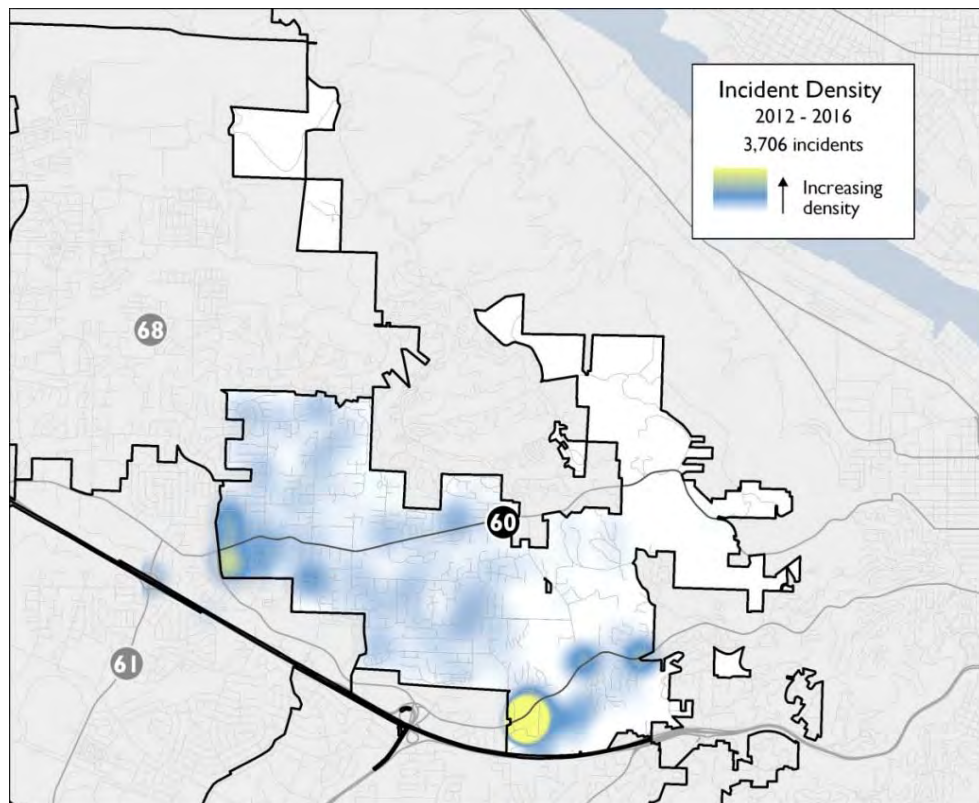 Incident Density
2012 - 2016
3,706 incidents
Increasing
density
68
60
61